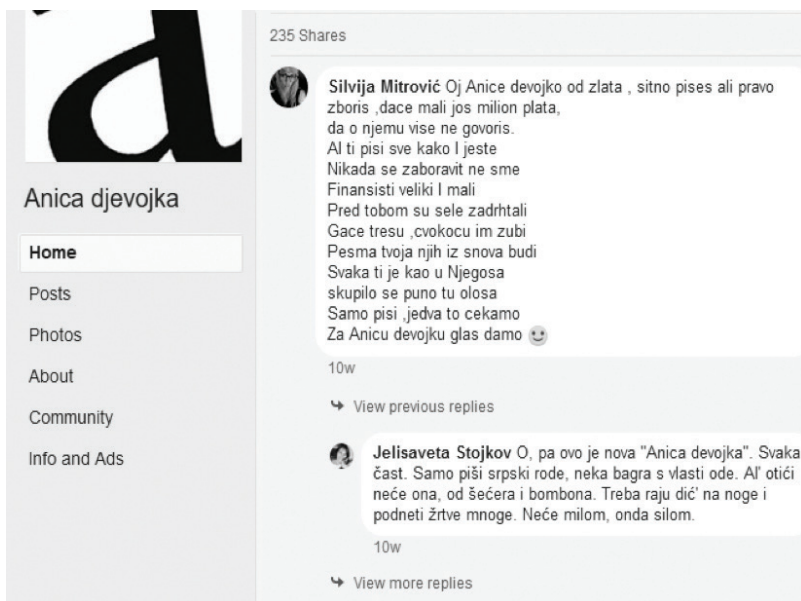 a
Anica djevojka
Home
Posts
Photos
About
Community
Info and Ads
235 Shares
Silvija Mitrović Oj Anice devojko od zlata , sitno pises ali pravo
zboris ,dace mali jos milion plata,
da o njemu vise ne govoris.
Al ti pisi sve kako I jeste
Nikada se zaboravit ne sme
Finansisti veliki I mali
Pred tobom su sele zadrhtali
Gace tresu ,cvokocu im zubi
Pesma tvoja njih iz snova budi
Svaka ti je kao u Njegosa
skupilo se puno tu olosa
Samo pisi ,jedva to cekamo
Za Anicu devojku glas damo
10w
View previous replies
Jelisaveta Stojkov O, pa ovo je nova "Anica devojka". Svaka
čast. Samo piši srpski rode, neka bagra s vlasti ode. Al' otići
neće ona, od šećera i bombona. Treba raju dić' na noge i
podneti žrtve mnoge. Neće milom, onda silom.
10w
View more replies